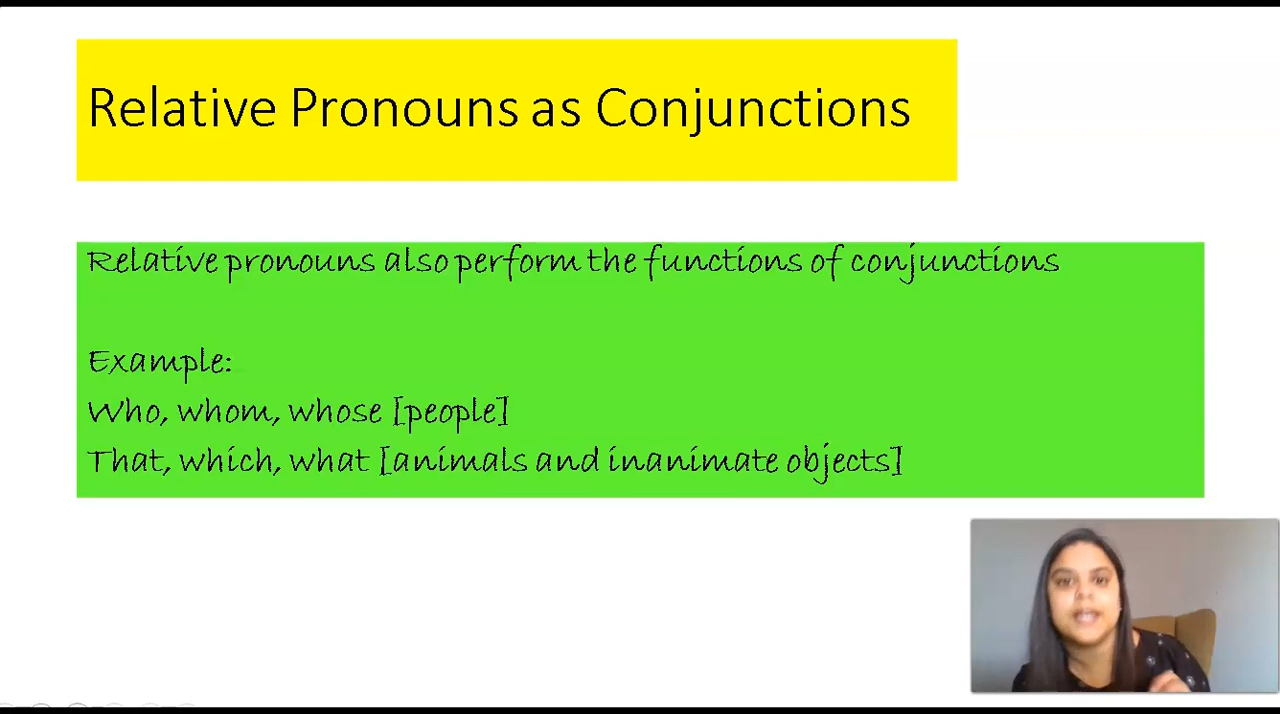 Relative Pronouns as Conjunctions
Relative pronouns also perform the functions of conjunctions
Example:
Who, whom, whose [people]
That, which, what [animals and inanimate objects]